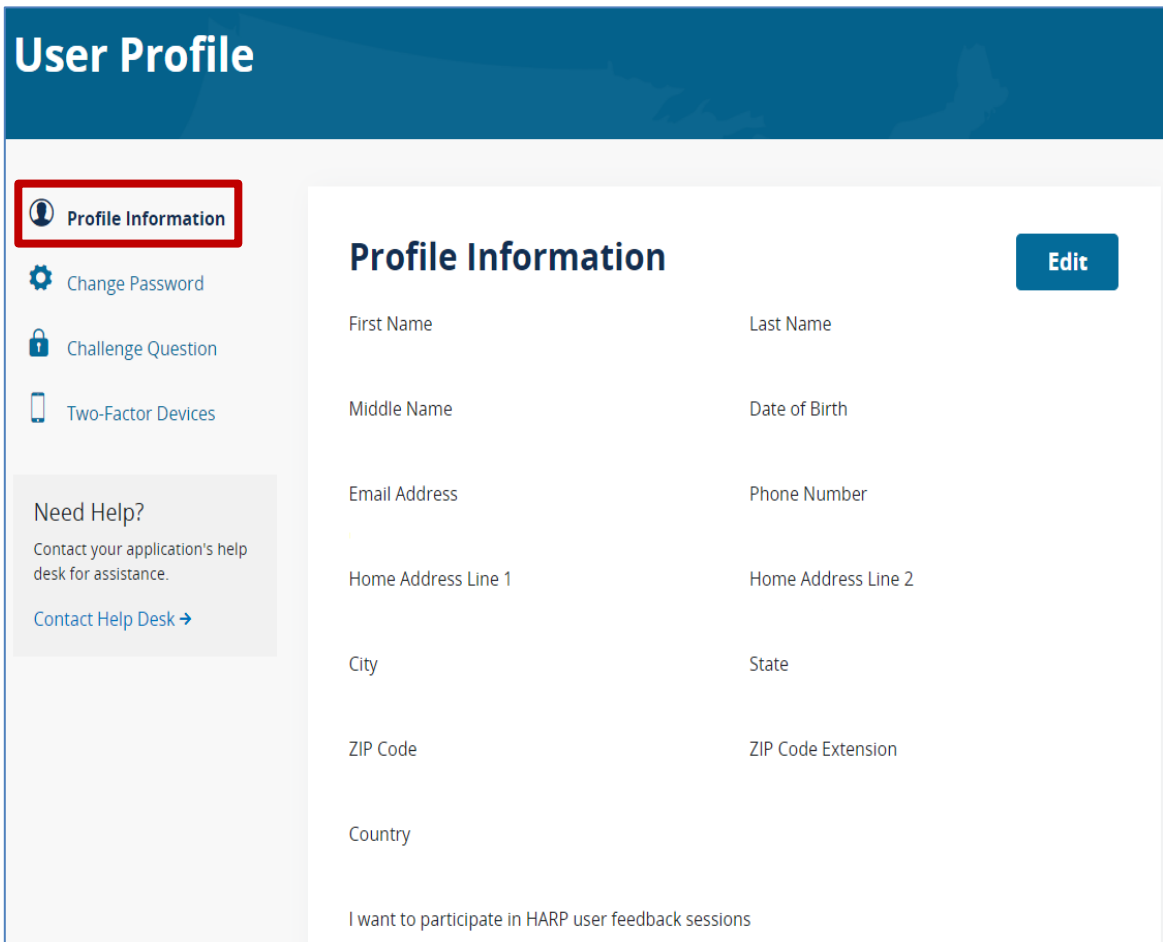 User Profile
Profile Information
Change Password
Challenge Question
Two-Factor Devices
Need Help?
Contact your application's help
desk for assistance.
Contact Help Desk →
Profile Information
Edit
First Name
Last Name
Middle Name
Date of Birth
Email Address
Phone Number
Home Address Line 1
Home Address Line 2
City
State
ZIP Code
ZIP Code Extension
Country
I want to participate in HARP user feedback sessions